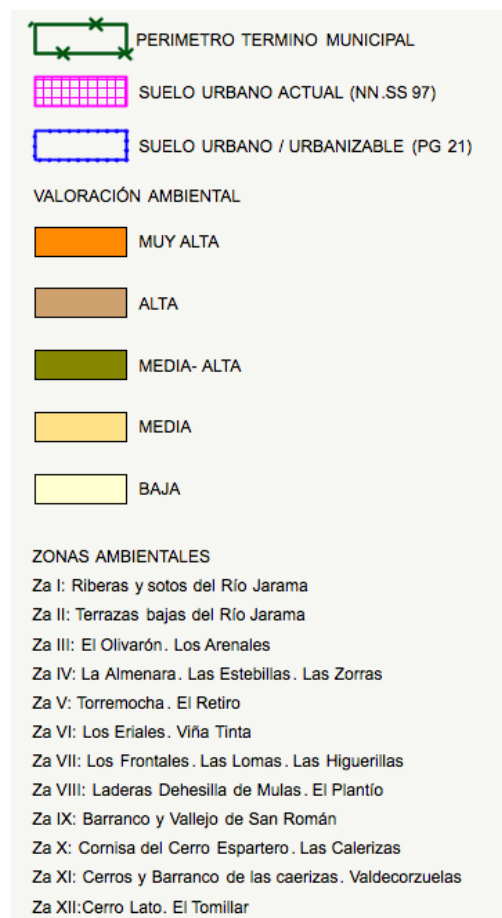 PERIMETRO TERMINO MUNICIPAL
SUELO URBANO ACTUAL (NN.SS 97)
SUELO URBANO / URBANIZABLE (PG 21)
VALORACIÓN AMBIENTAL
MUY ALTA
ALTA
MEDIA- ALTA
MEDIA
BAJA
ZONAS AMBIENTALES
Za I: Riberas y sotos del Río Jarama
Za II: Terrazas bajas del Río Jarama
Za III: El Olivarón. Los Arenales
Za IV: La Almenara. Las Estebillas. Las Zorras
Za V: Torremocha. El Retiro
Za VI: Los Eriales. Viña Tinta
Za VII: Los Frontales. Las Lomas. Las Higuerillas
Za VIII: Laderas Dehesilla de Mulas. El Plantío
Za IX: Barranco y Vallejo de San Román
Za X: Cornisa del Cerro Espartero. Las Calerizas
Za XI: Cerros y Barranco de las caerizas. Valdecorzuelas
Za XII:Cerro Lato. El Tomillar